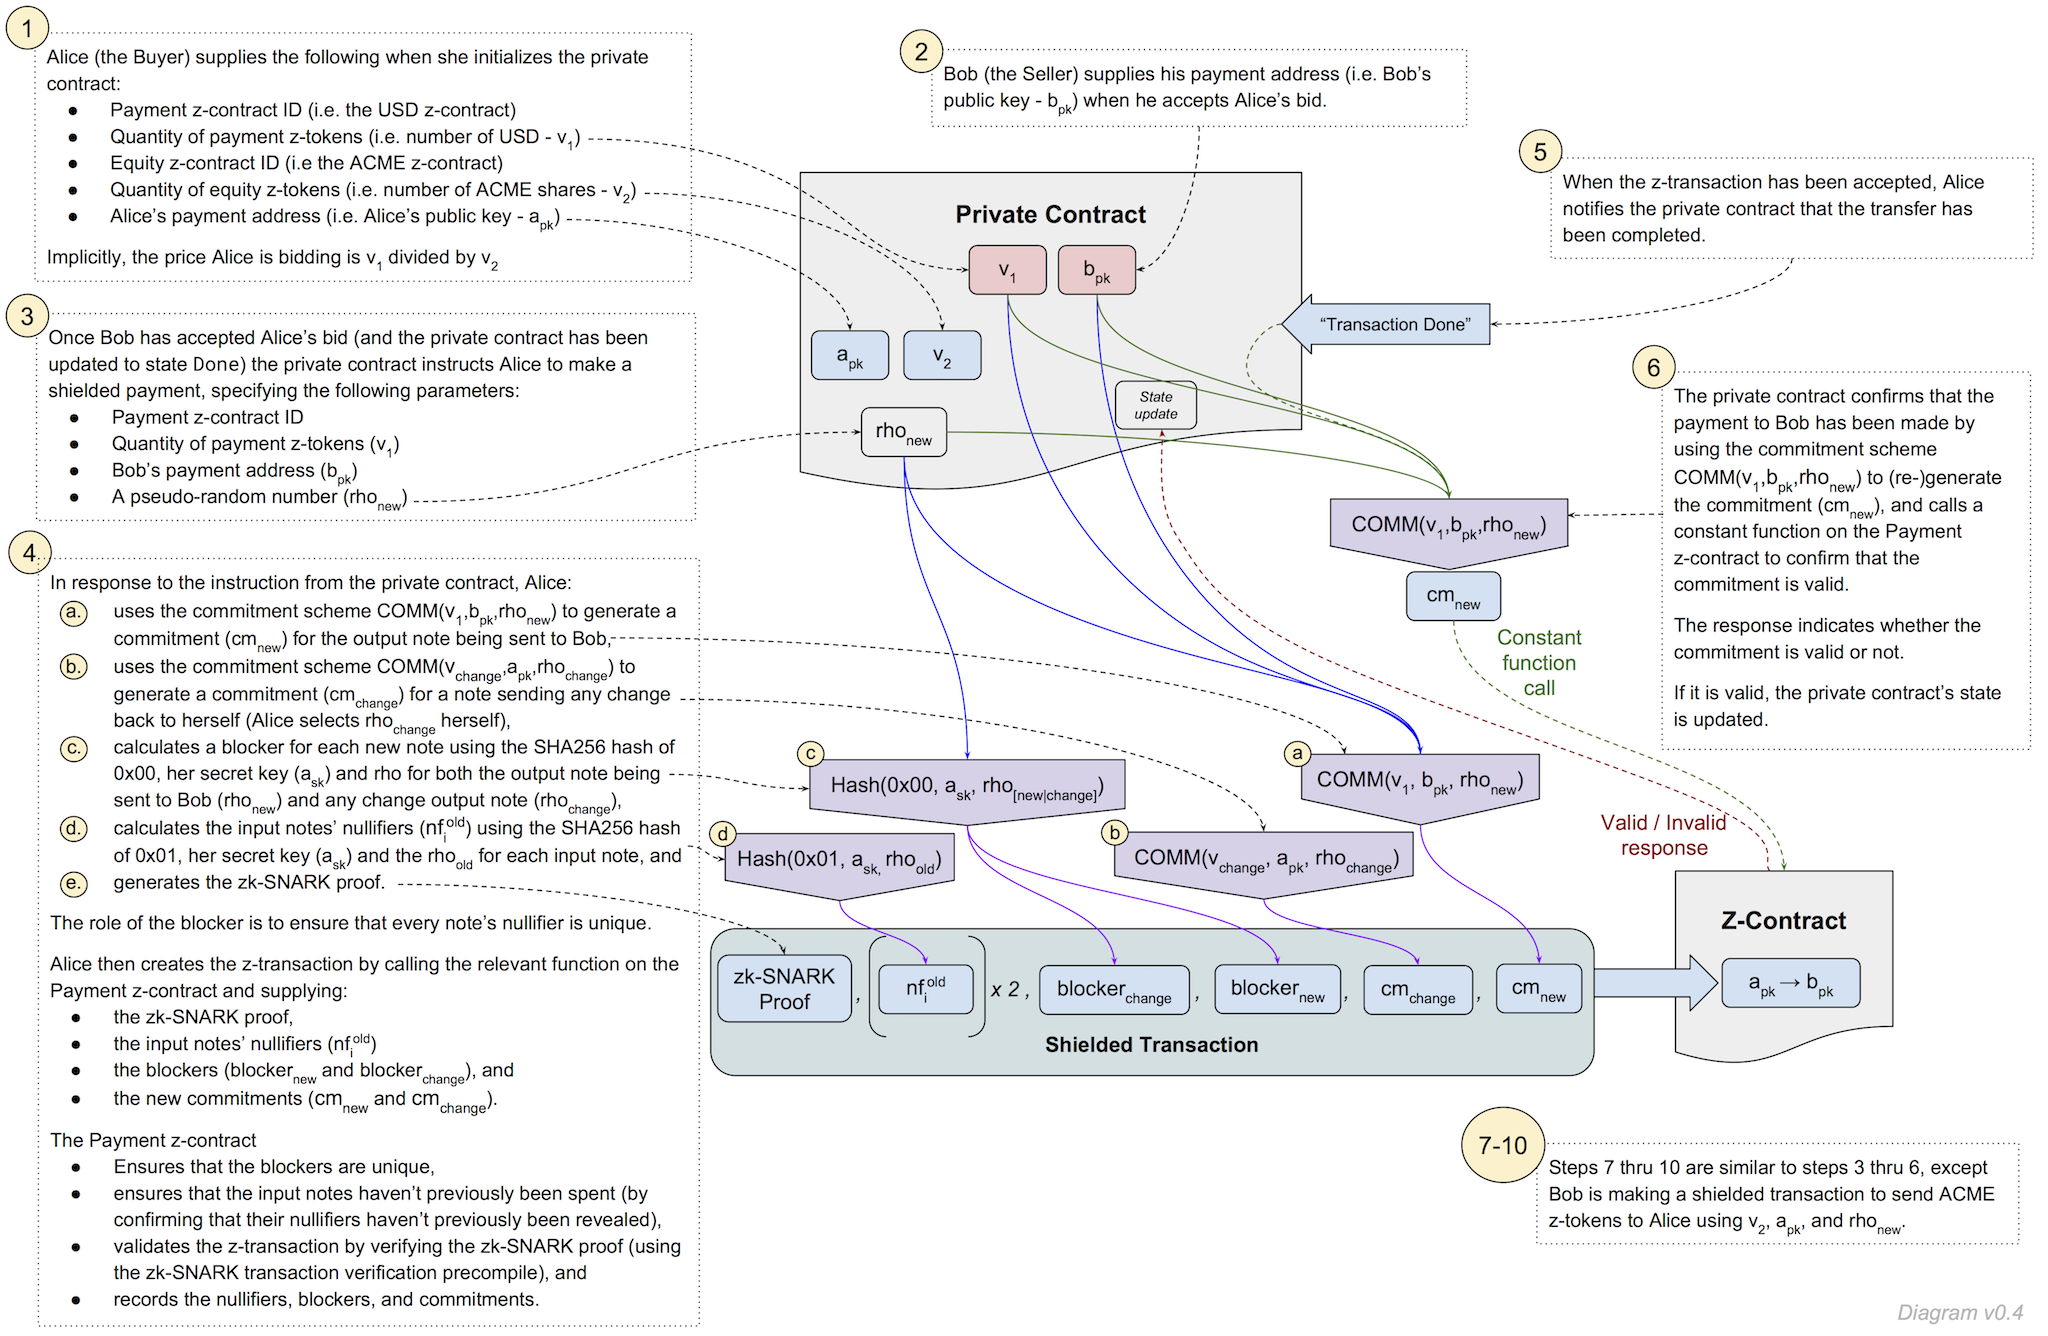 1
Alice (the Buyer) supplies the following when she initializes the private
contract:
● Payment z-contract ID (i.e. the USD z-contract)
● Quantity of payment z-tokens (i.e. number of USD - v1)
● Equity z-contract ID (i.e the ACME z-contract)
● Quantity of equity z-tokens (i.e. number of ACME shares - v2)
● Alice's payment address (i.e. Alice's public key - apk)
Implicitly, the price Alice is bidding is v1 divided by v2
2
Bob (the Seller) supplies his payment address (i.e. Bob's
public key - bpk) when he accepts Alice's bid.
3
Once Bob has accepted Alice's bid (and the private contract has been
updated to state Done) the private contract instructs Alice to make a
shielded payment, specifying the following parameters:
● Payment z-contract ID
● Quantity of payment z-tokens (v1)
● Bob's payment address (bpk)
● A pseudo-random number (rhonew)
4
In response to the instruction from the private contract, Alice:
a. uses the commitment scheme COMM(v1,bpk,rhonew) to generate a
commitment (cmnew) for the output note being sent to Bob,
b. uses the commitment scheme COMM(vchange,apk,rhochange) to
generate a commitment (cmchange) for a note sending any change
back to herself (Alice selects rhochange herself),
c. calculates a blocker for each new note using the SHA256 hash of
0x00, her secret key (ask) and rho for both the output note being
sent to Bob (rhonew) and any change output note (rhochange),
d. calculates the input notes' nullifiers (nfiold) using the SHA256 hash
of 0x01, her secret key (ask) and the rhoold for each input note, and
e. generates the zk-SNARK proof.
The role of the blocker is to ensure that every note's nullifier is unique.
Alice then creates the z-transaction by calling the relevant function on the
Payment z-contract and supplying:
● the zk-SNARK proof,
● the input notes' nullifiers (nfiold)
● the blockers (blockernew and blockerchange), and
● the new commitments (cmnew and cmchange).
The Payment z-contract
● Ensures that the blockers are unique,
● ensures that the input notes haven't previously been spent (by
confirming that their nullifiers haven't previously been revealed),
● validates the z-transaction by verifying the zk-SNARK proof (using
the zk-SNARK transaction verification precompile), and
● records the nullifiers, blockers, and commitments.
Private Contract
v1
bpk
apk
v2
rhonew
State
update
"Transaction Done"
5
When the z-transaction has been accepted, Alice
notifies the private contract that the transfer has
been completed.
6
The private contract confirms that the
payment to Bob has been made by
using the commitment scheme
COMM(v1,bpk,rhonew) to (re-)generate
the commitment (cmnew), and calls a
constant function on the Payment
z-contract to confirm that the
commitment is valid.
The response indicates whether the
commitment is valid or not.
If it is valid, the private contract's state
is updated.
COMM(v1,bpk,rhonew)
cmnew
Constant
function
call
c
Hash(0x00, ask, rho[new|change])
a
COMM(v1, bpk, rhonew)
d
Hash(0x01, ask, rhoold)
b
COMM(vchange, apk, rhochange)
Valid / Invalid
response
zk-SNARK
Proof
, ( nfiold ) x 2 , blockerchange , blockernew , cmchange , cmnew
Shielded Transaction
Z-Contract
apk → bpk
7-10
Steps 7 thru 10 are similar to steps 3 thru 6, except
Bob is making a shielded transaction to send ACME
z-tokens to Alice using v2, apk, and rhonew.
Diagram v0.4